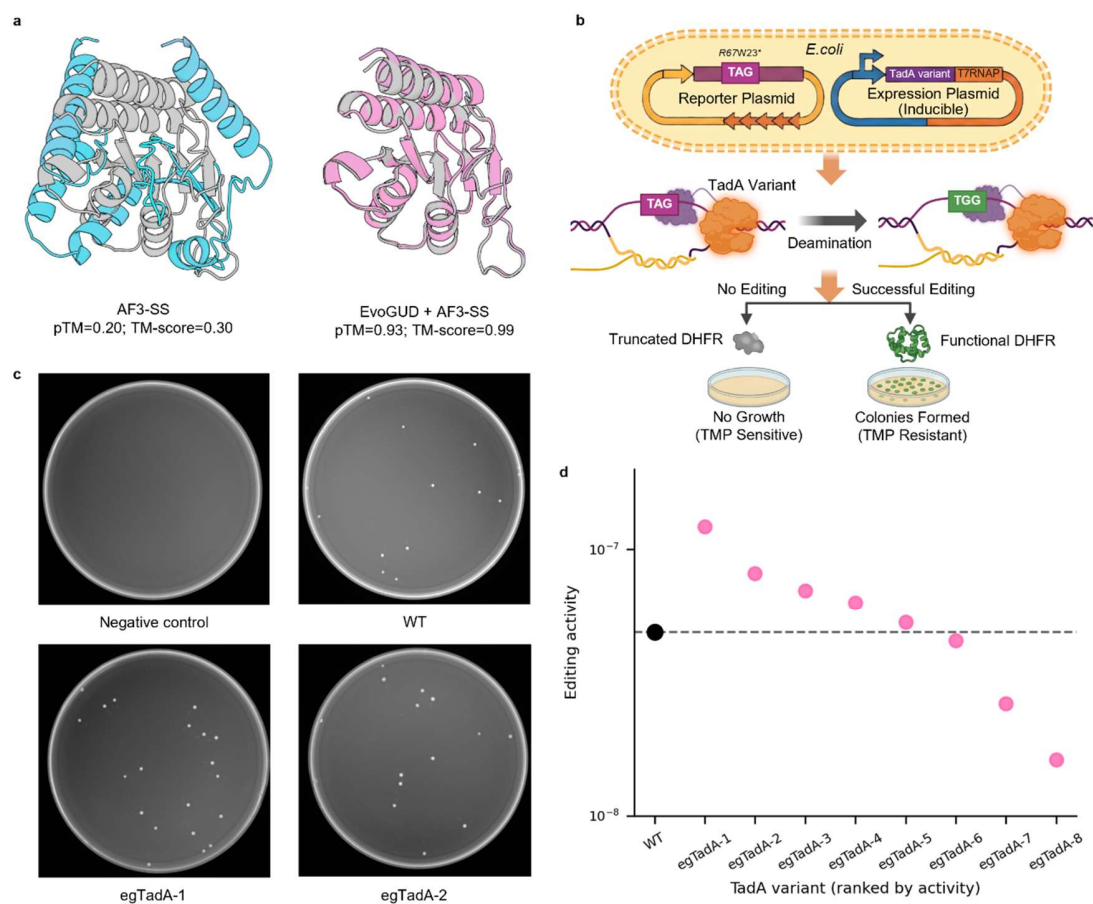 a
AF3-SS
pTM=0.20; TM-score=0.30
EvoGUD + AF3-SS
pTM=0.93; TM-score=0.99
b
R67W23*
TAG
Reporter Plasmid
E.coli
TadA variant
T7RNAP
Expression Plasmid
(Inducible)
TadA Variant
TAG
TGG
Deamination
No Editing
Successful Editing
Truncated DHFR
Functional DHFR
No Growth
(TMP Sensitive)
Colonies Formed
(TMP Resistant)
c
Negative control
WT
egTadA-1
egTadA-2
d
Editing activity
10⁻⁷
10⁻⁸
WT
egTadA-1
egTadA-2
egTadA-3
egTadA-4
egTadA-5
egTadA-6
egTadA-7
egTadA-8
TadA variant (ranked by activity)